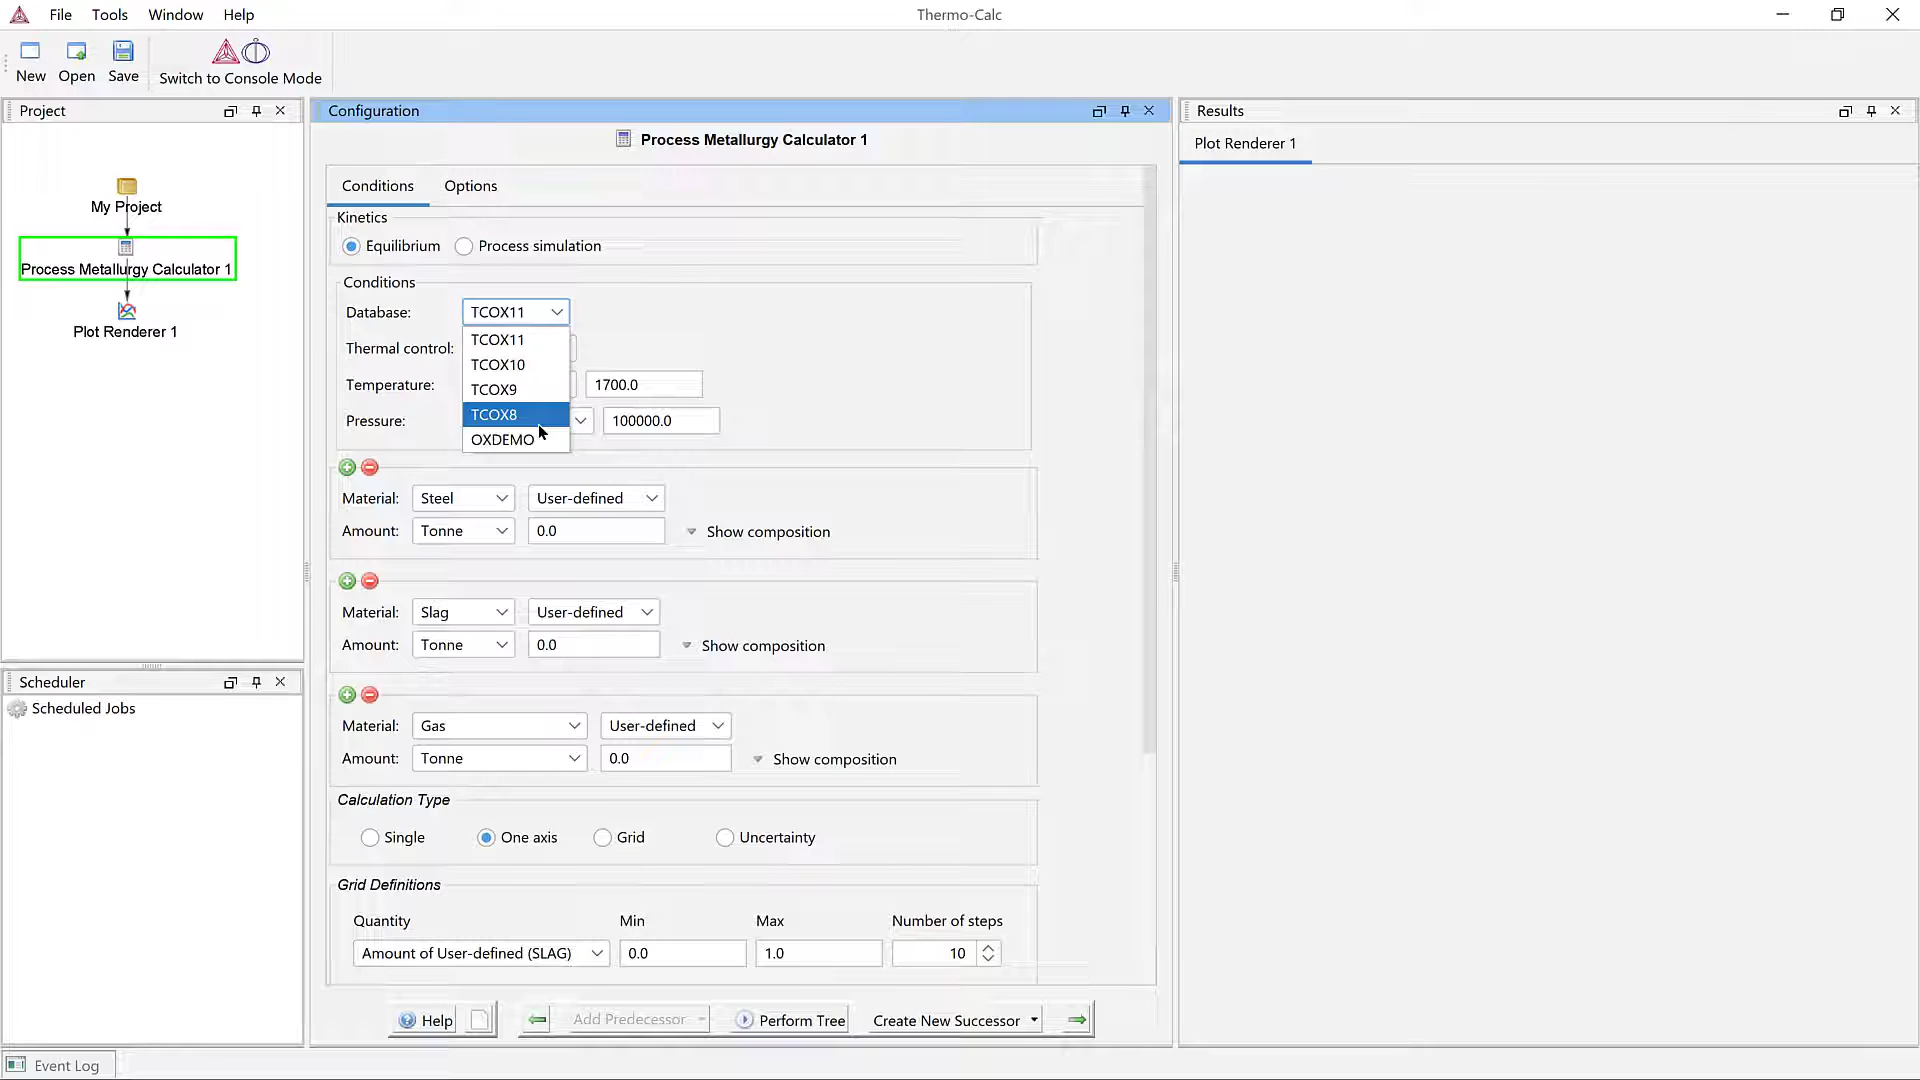 File Tools Window Help
Thermo-Calc
New Open Save Switch to Console Mode
Project
My Project
Process Metallurgy Calculator 1
Plot Renderer 1
Scheduler
Scheduled Jobs
Event Log
Configuration
Process Metallurgy Calculator 1
Conditions Options
Kinetics
Equilibrium Process simulation
Conditions
Database: TCOX11
TCOX11
Thermal control:
TCOX10
Temperature: 1700.0
TCOX9
TCOX8
Pressure: 100000.0
OXDEMO
Material: Steel User-defined
Amount: Tonne 0.0 Show composition
Material: Slag User-defined
Amount: Tonne 0.0 Show composition
Material: Gas User-defined
Amount: Tonne 0.0 Show composition
Calculation Type
Single One axis Grid Uncertainty
Grid Definitions
Quantity Min Max Number of steps
Amount of User-defined (SLAG) 0.0 1.0 10
Help Add Predecessor Perform Tree Create New Successor
Results
Plot Renderer 1